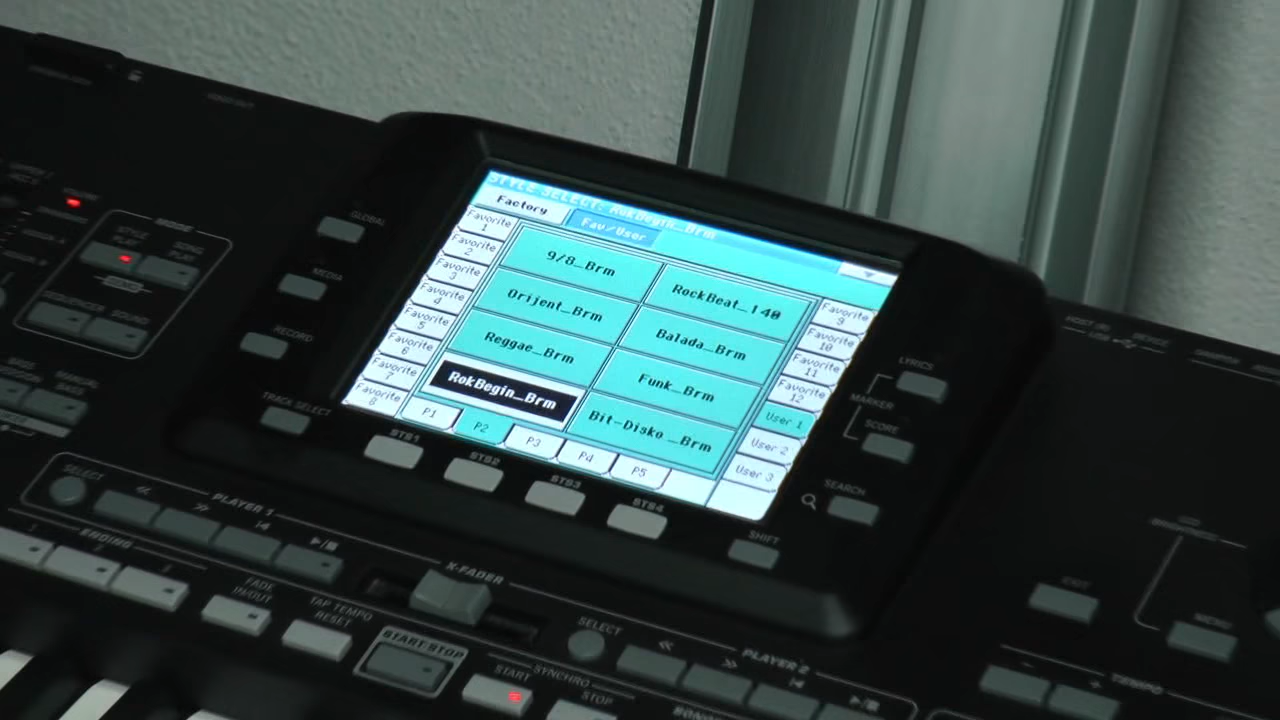 STYLE SELECT: RokBegin_Brm
Factory
Fav/User
Favorite 1
Favorite 2
Favorite 3
Favorite 4
Favorite 5
Favorite 6
Favorite 7
Favorite 8
9/8_Brm
Orijent_Brm
Reggae_Brm
RokBegin_Brm
RockBeat_140
Balada_Brm
Funk_Brm
Bit-Disko_Brm
Favorite 9
Favorite 10
Favorite 11
Favorite 12
User 1
User 2
User 3
P1
P2
P3
P4
P5
GLOBAL
MEDIA
RECORD
TRACK SELECT
STS1
STS2
STS3
STS4
SHIFT
LYRICS
MARKER
SCORE
SEARCH
MODE
STYLE PLAY
SONG PLAY
SEQUENCER
SOUND
SELECT
PLAYER 1
ENDING
FADE IN/OUT
TAP TEMPO RESET
X-FADER
START/STOP
SELECT
PLAYER 2
START
SYNCHRO
STOP
EXIT
MENU
TEMPO